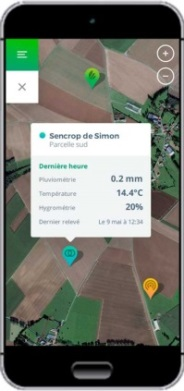 Sencrop de Simon
Parcelle sud
Dernière heure
Pluviométrie 0.2 mm
Température 14.4°C
Hygrométrie 20%
Dernier relevé Le 9 mai à 12:34